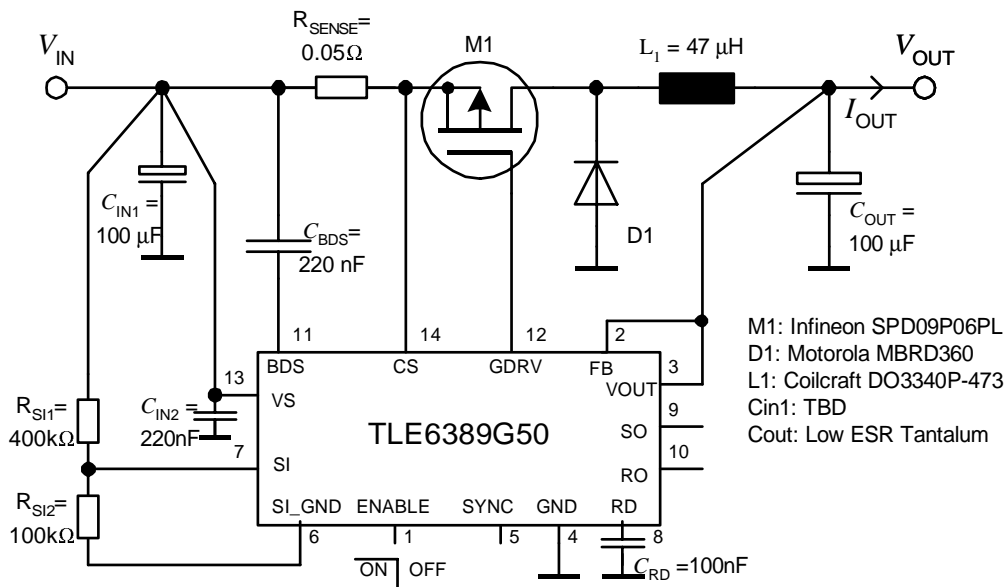 R_SENSE=
0.05Ω
M1
L_1 = 47 µH
V_IN
V_OUT
I_OUT
C_IN1 =
100 µF
C_BDS=
220 nF
D1
C_OUT =
100 µF
11
14
12
2
BDS
CS
GDRV
FB
M1: Infineon SPD09P06PL
D1: Motorola MBRD360
L1: Coilcraft DO3340P-473
Cin1: TBD
Cout: Low ESR Tantalum
13
VS
VOUT
3
R_SI1=
400kΩ
C_IN2 =
220nF
TLE6389G50
SO
9
7
SI
RO
10
R_SI2=
100kΩ
SI_GND
ENABLE
SYNC
GND
RD
6
1
5
4
8
ON
OFF
C_RD =100nF